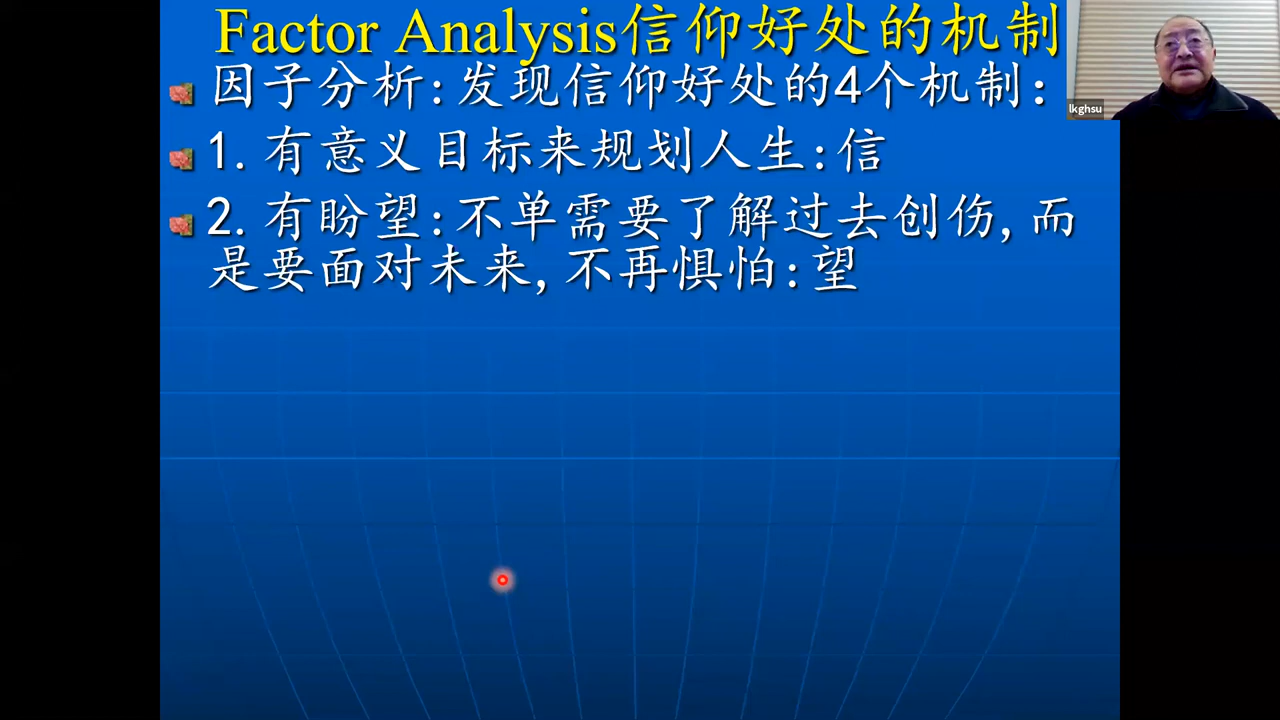 Factor Analysis信仰好处的机制
因子分析:发现信仰好处的4个机制:
1.有意义目标来规划人生:信
2.有盼望:不单需要了解过去创伤,而
是要面对未来,不再惧怕:望
lkghsu